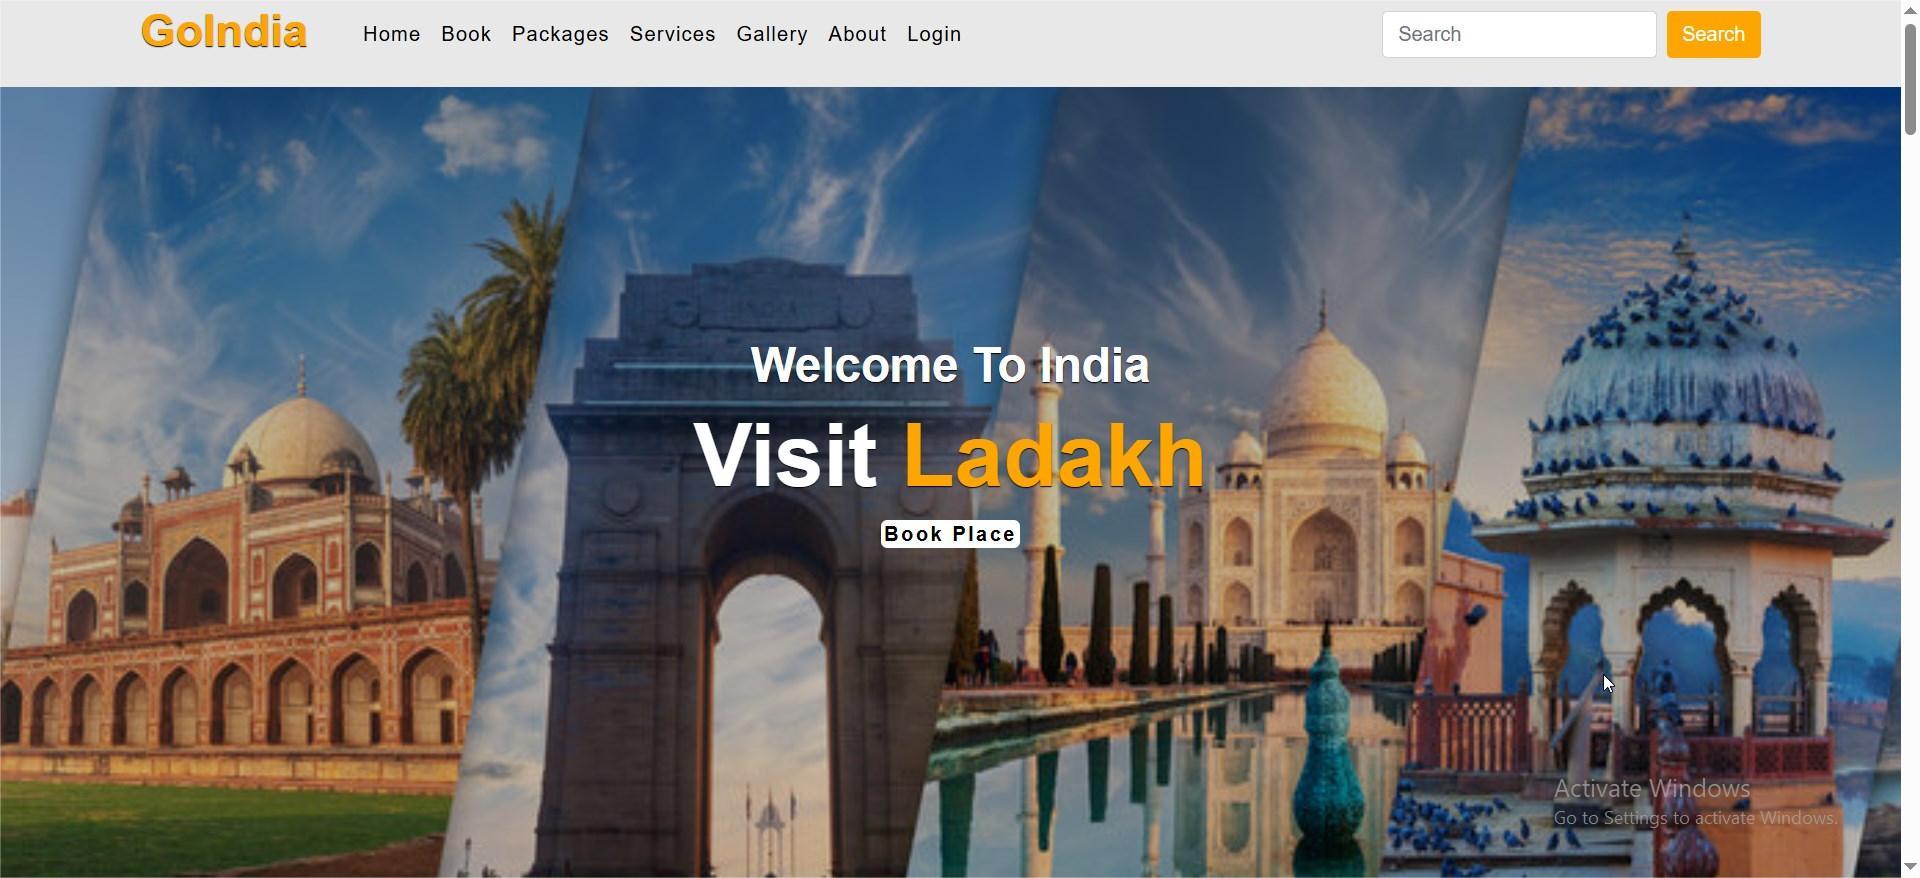 GoIndia
Home Book Packages Services Gallery About Login
Search
Search
Welcome To India
Visit Ladakh
Book Place
Activate Windows
Go to Settings to activate Windows.